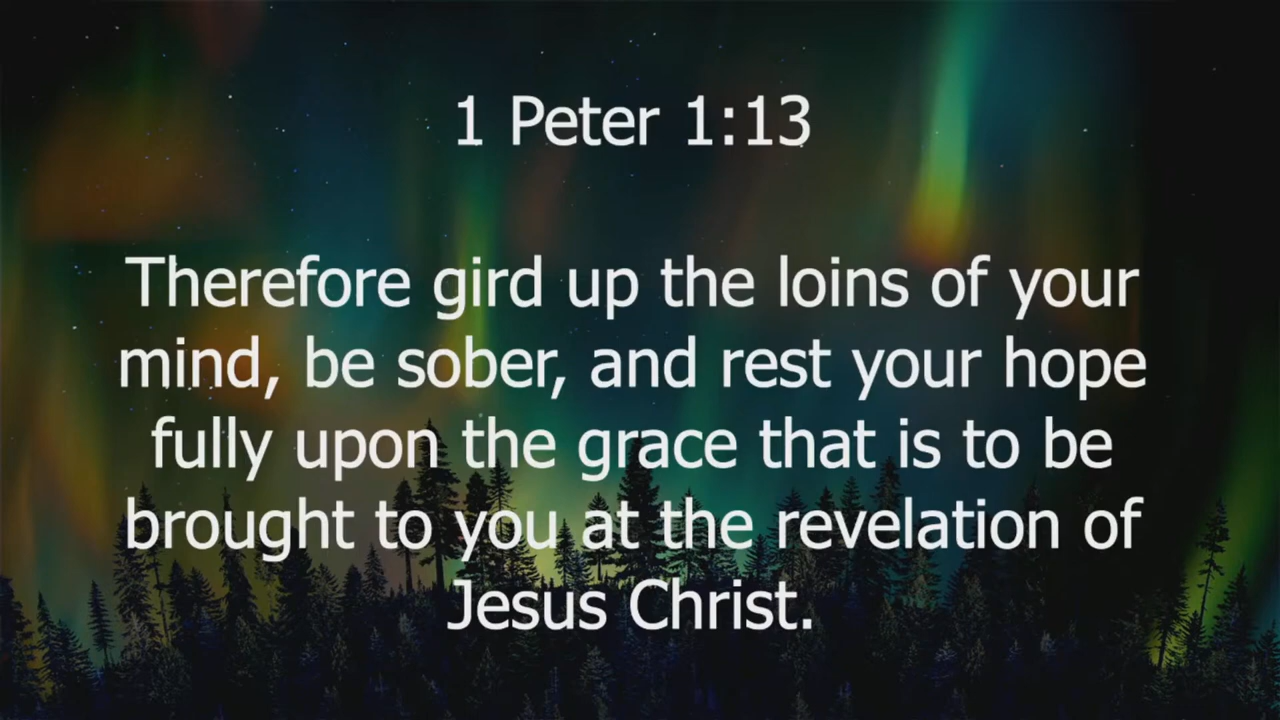 1 Peter 1:13
Therefore gird up the loins of your
mind, be sober, and rest your hope
fully upon the grace that is to be
brought to you at the revelation of
Jesus Christ.